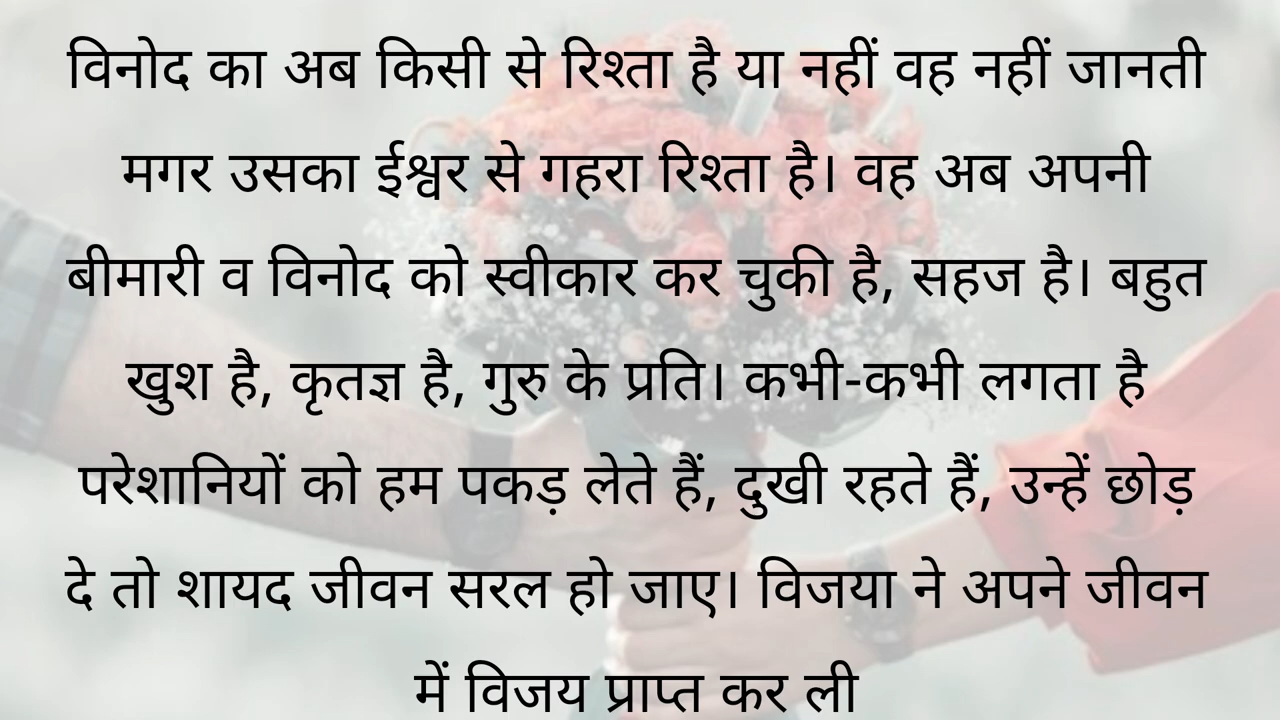 विनोद का अब किसी से रिश्ता है या नहीं वह नहीं जानती
मगर उसका ईश्वर से गहरा रिश्ता है। वह अब अपनी
बीमारी व विनोद को स्वीकार कर चुकी है, सहज है। बहुत
खुश है, कृतज्ञ है, गुरु के प्रति। कभी-कभी लगता है
परेशानियों को हम पकड़ लेते हैं, दुखी रहते हैं, उन्हें छोड़
दे तो शायद जीवन सरल हो जाए। विजया ने अपने जीवन
में विजय प्राप्त कर ली